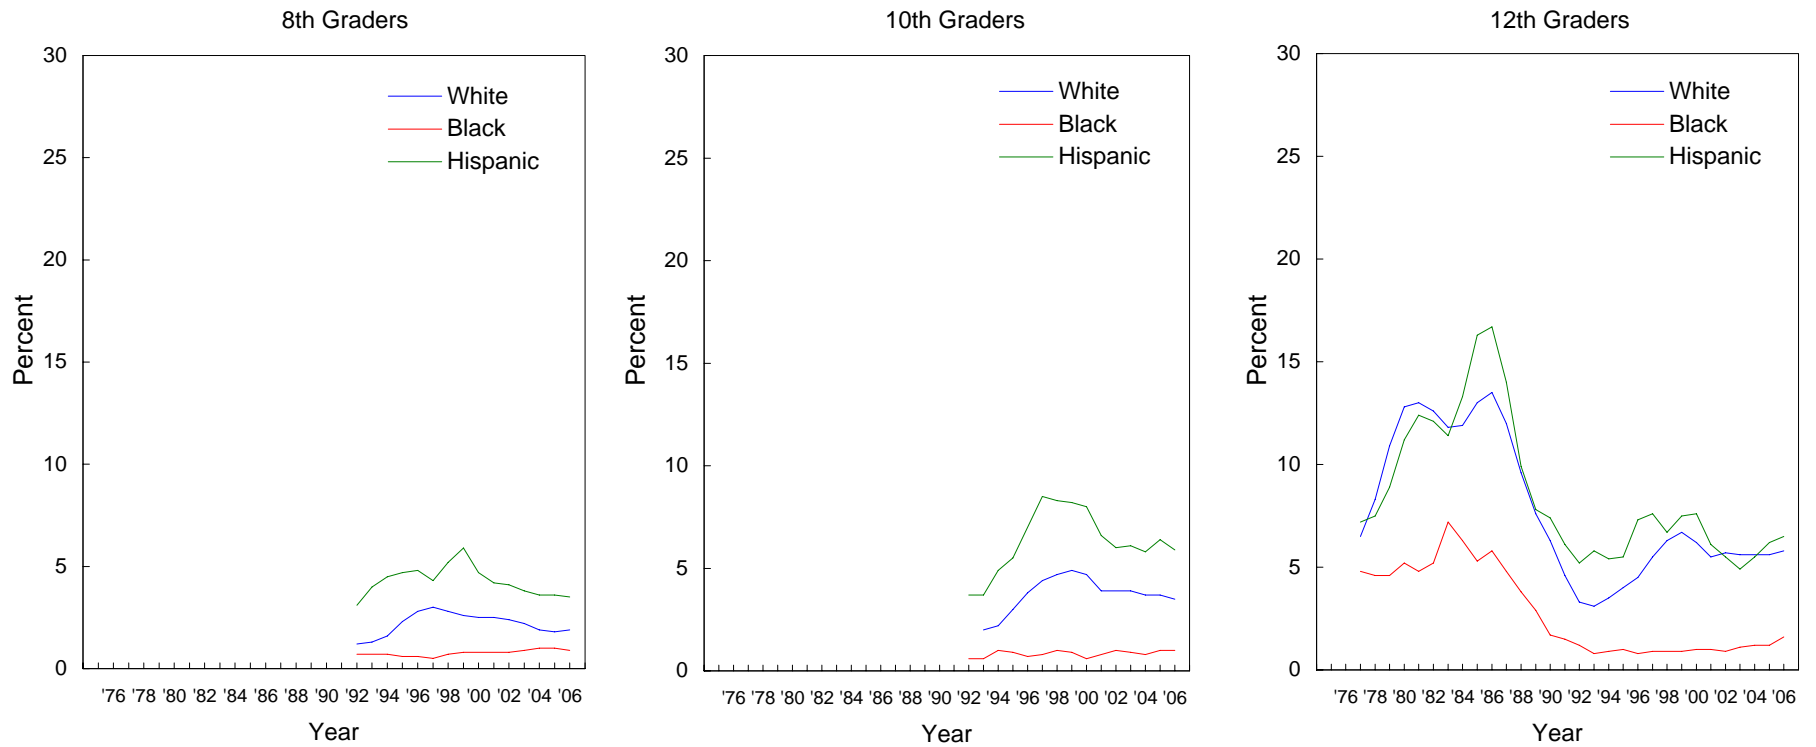 8th Graders
30
25
20
15
10
5
0
Percent
White
Black
Hispanic
'76 '78 '80 '82 '84 '86 '88 '90 '92 '94 '96 '98 '00 '02 '04 '06
Year
10th Graders
30
25
20
15
10
5
0
Percent
White
Black
Hispanic
'76 '78 '80 '82 '84 '86 '88 '90 '92 '94 '96 '98 '00 '02 '04 '06
Year
12th Graders
30
25
20
15
10
5
0
Percent
White
Black
Hispanic
'76 '78 '80 '82 '84 '86 '88 '90 '92 '94 '96 '98 '00 '02 '04 '06
Year